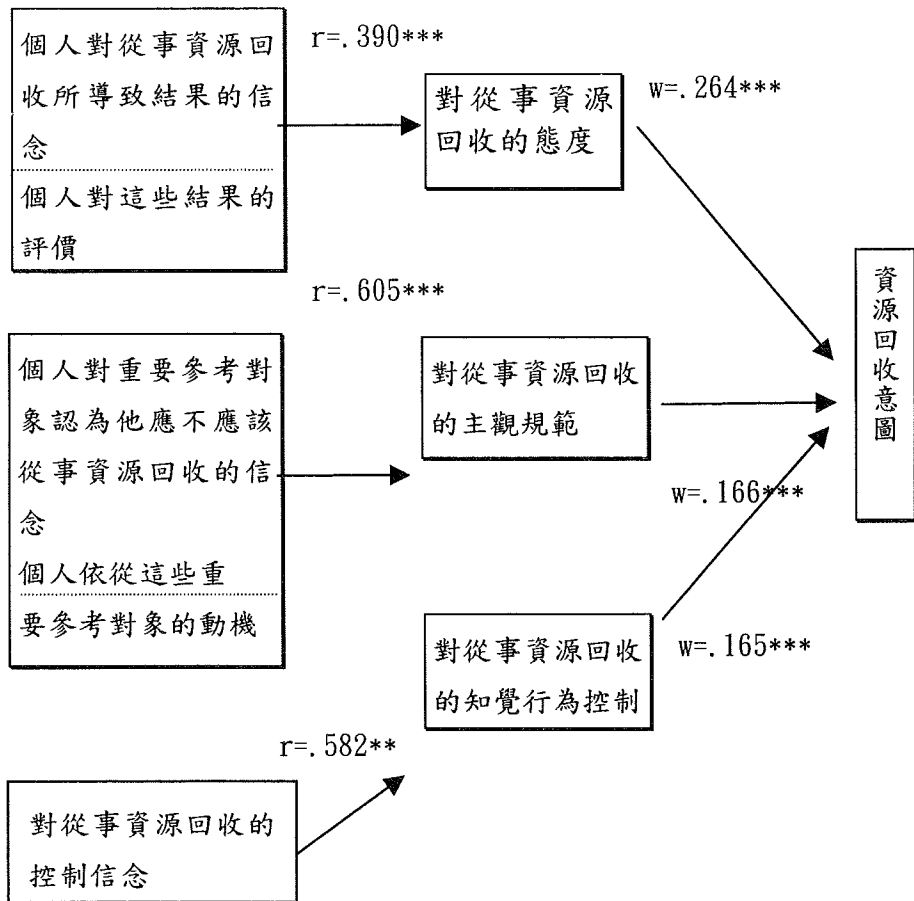 個人對從事資源回
收所導致結果的信
念
個人對這些結果的
評價
r=.390***
對從事資源
回收的態度
w=.264***
r=.605***
個人對重要參考對
象認為他應不應該
從事資源回收的信
念
個人依從這些重
要參考對象的動機
對從事資源回收
的主觀規範
w=.166***
資源回收意圖
對從事資源回收
的知覺行為控制
w=.165***
r=.582**
對從事資源回收的
控制信念